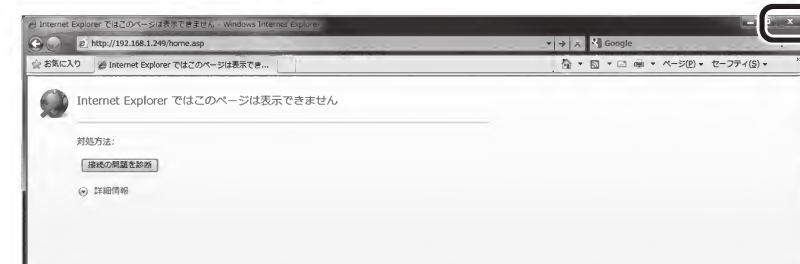 Internet Explorer ではこのページは表示できません - Windows Internet Explorer
http://192.168.1.249/home.asp
Google
お気に入り
Internet Explorer ではこのページは表示でき...
ページ(P)
セーフティ(S)
Internet Explorer ではこのページは表示できません
対処方法:
接続の問題を診断
詳細情報